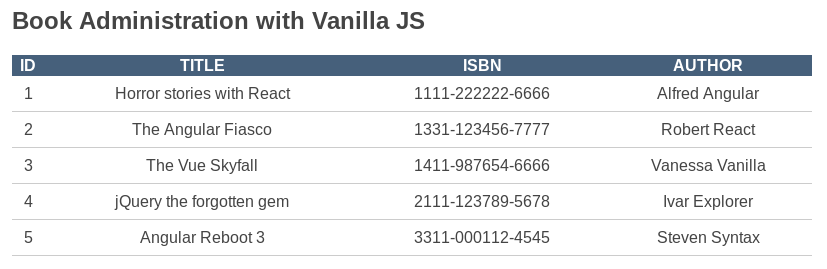 Book Administration with Vanilla JS
ID TITLE ISBN AUTHOR
1 Horror stories with React 1111-222222-6666 Alfred Angular
2 The Angular Fiasco 1331-123456-7777 Robert React
3 The Vue Skyfall 1411-987654-6666 Vanessa Vanilla
4 jQuery the forgotten gem 2111-123789-5678 Ivar Explorer
5 Angular Reboot 3 3311-000112-4545 Steven Syntax